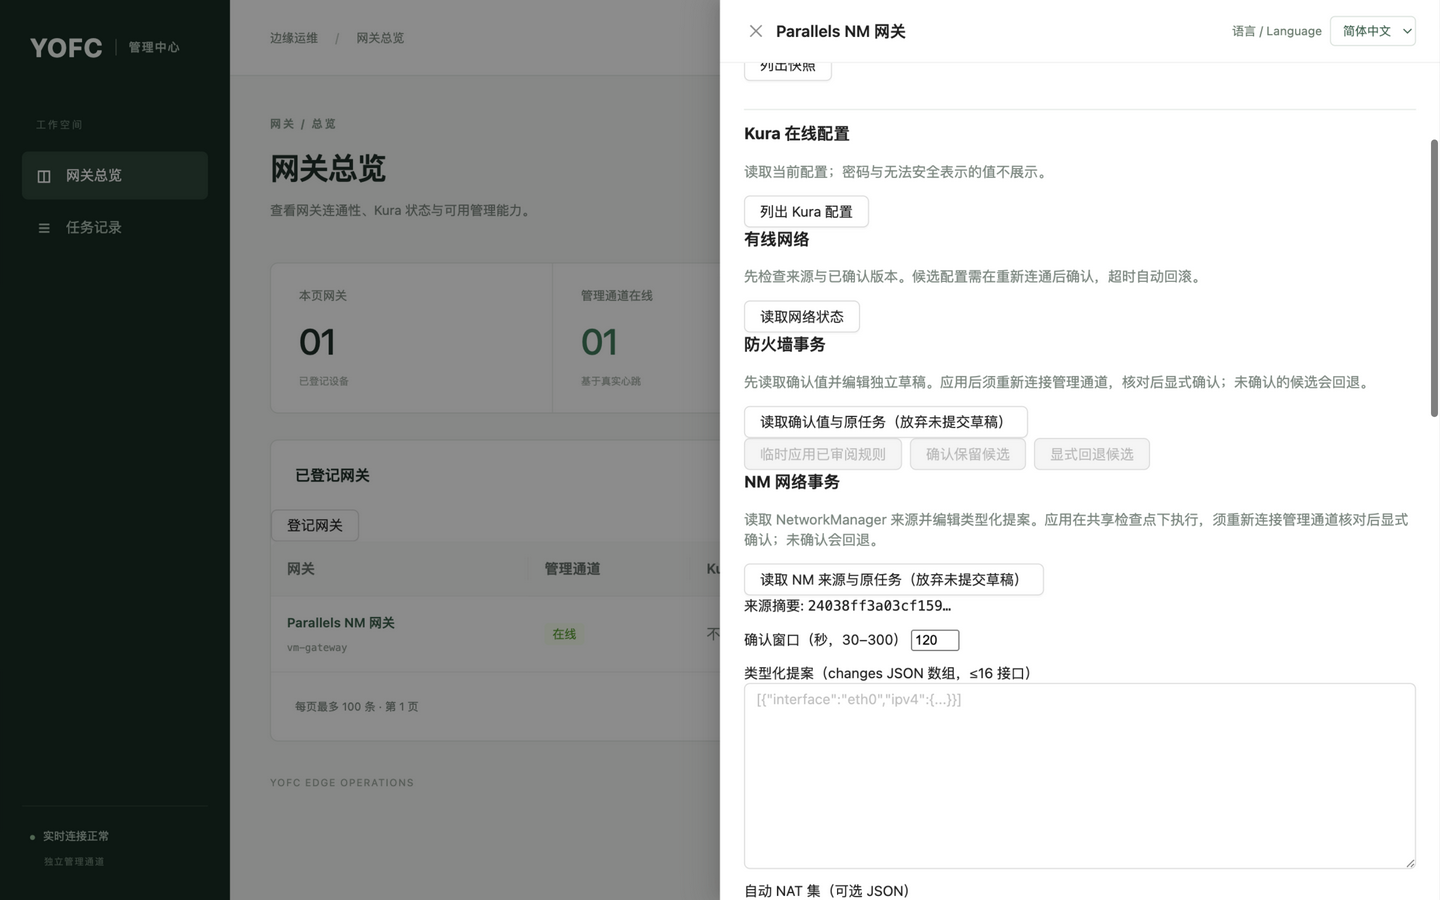 YOFC 管理中心
工作空间
网关总览
任务记录
实时连接正常
独立管理通道
边缘运维 / 网关总览
网关 / 总览
网关总览
查看网关连通性、Kura 状态与可用管理能力。
本页网关
01
已登记设备
管理通道在线
01
基于真实心跳
已登记网关
登记网关
网关 管理通道 Ku
Parallels NM 网关
vm-gateway
在线
不
每页最多 100 条 · 第 1 页
YOFC EDGE OPERATIONS
Parallels NM 网关
语言 / Language 简体中文
列出快照
Kura 在线配置
读取当前配置；密码与无法安全表示的值不展示。
列出 Kura 配置
有线网络
先检查来源与已确认版本。候选配置需在重新连通后确认，超时自动回滚。
读取网络状态
防火墙事务
先读取确认值并编辑独立草稿。应用后须重新连接管理通道，核对后显式确认；未确认的候选会回退。
读取确认值与原任务（放弃未提交草稿）
临时应用已审阅规则 确认保留候选 显式回退候选
NM 网络事务
读取 NetworkManager 来源并编辑类型化提案。应用在共享检查点下执行，须重新连接管理通道核对后显式
确认；未确认会回退。
读取 NM 来源与原任务（放弃未提交草稿）
来源摘要: 24038ff3a03cf159…
确认窗口（秒，30–300） 120
类型化提案（changes JSON 数组，≤16 接口）
[{"interface":"eth0","ipv4":{...}}]
自动 NAT 集（可选 JSON）